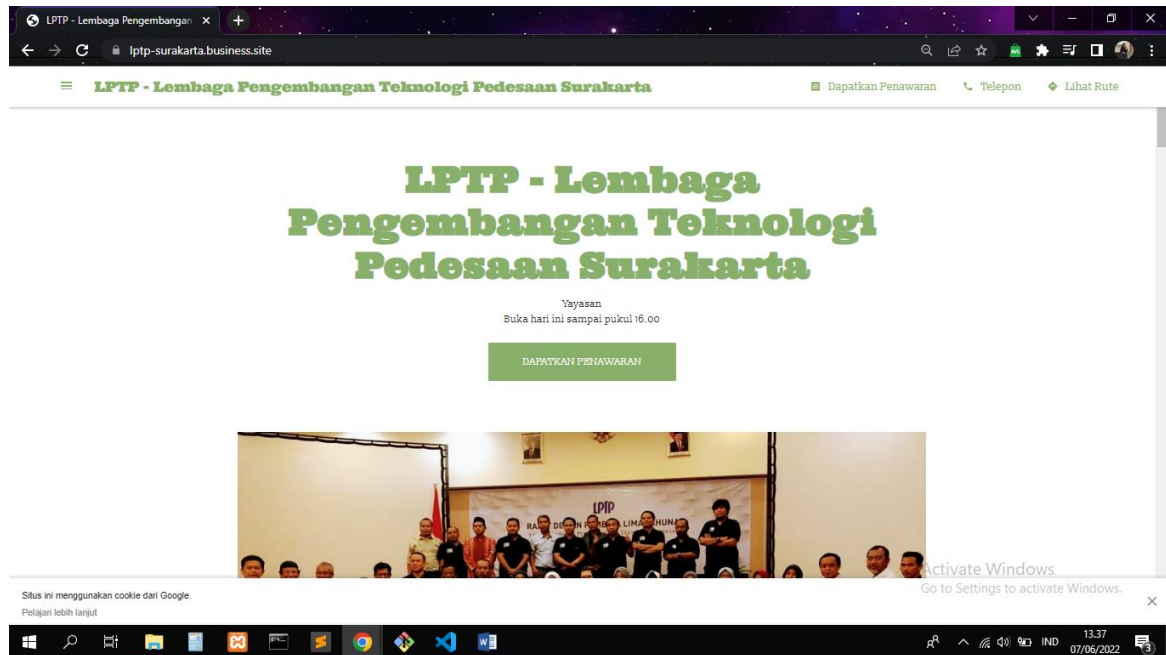 LPTP - Lembaga Pengembangan
lptp-surakarta.business.site
LPTP - Lembaga Pengembangan Teknologi Pedesaan Surakarta
Dapatkan Penawaran
Telepon
Lihat Rute
LPTP - Lembaga
Pengembangan Teknologi
Pedesaan Surakarta
Yayasan
Buka hari ini sampai pukul 16.00
DAPATKAN PENAWARAN
LPTP
LIMA
Activate Windows
Go to Settings to activate Windows.
Situs ini menggunakan cookie dari Google.
Pelajari lebih lanjut
IND
13.37
07/06/2022
3